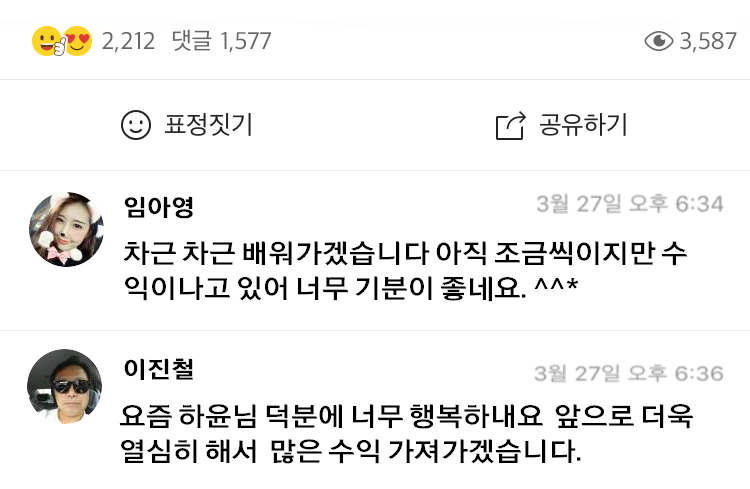 2,212 댓글 1,577 3,587
표정짓기 공유하기
임아영 3월 27일 오후 6:34
차근 차근 배워가겠습니다 아직 조금씩이지만 수
익이나고 있어 너무 기분이 좋네요. ^^*
이진철 3월 27일 오후 6:36
요즘 하윤님 덕분에 너무 행복하내요 앞으로 더욱
열심히 해서 많은 수익 가져가겠습니다.